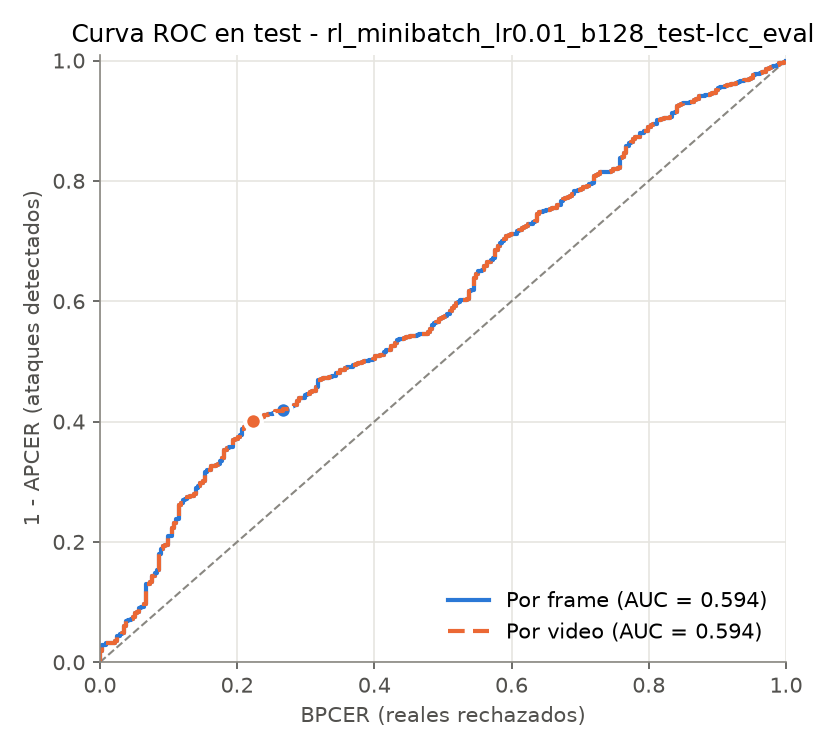 Curva ROC en test - rl_minibatch_lr0.01_b128_test-lcc_eval
1 - APCER (ataques detectados)
1.0
0.8
0.6
0.4
0.2
0.0
Por frame (AUC = 0.594)
Por video (AUC = 0.594)
0.0 0.2 0.4 0.6 0.8 1.0
BPCER (reales rechazados)